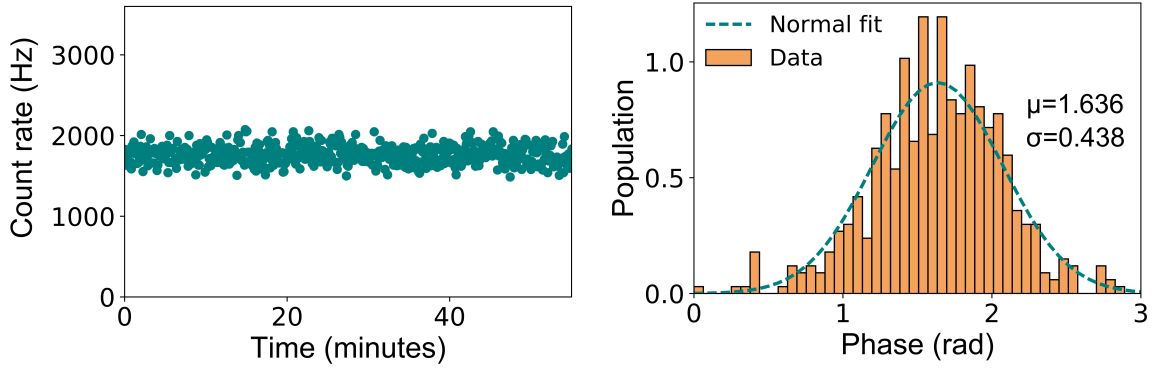 Count rate (Hz)
3000
2000
1000
0
0
20
40
Time (minutes)
Population
1.0
0.5
0.0
Normal fit
Data
μ=1.636
σ=0.438
0
1
2
3
Phase (rad)